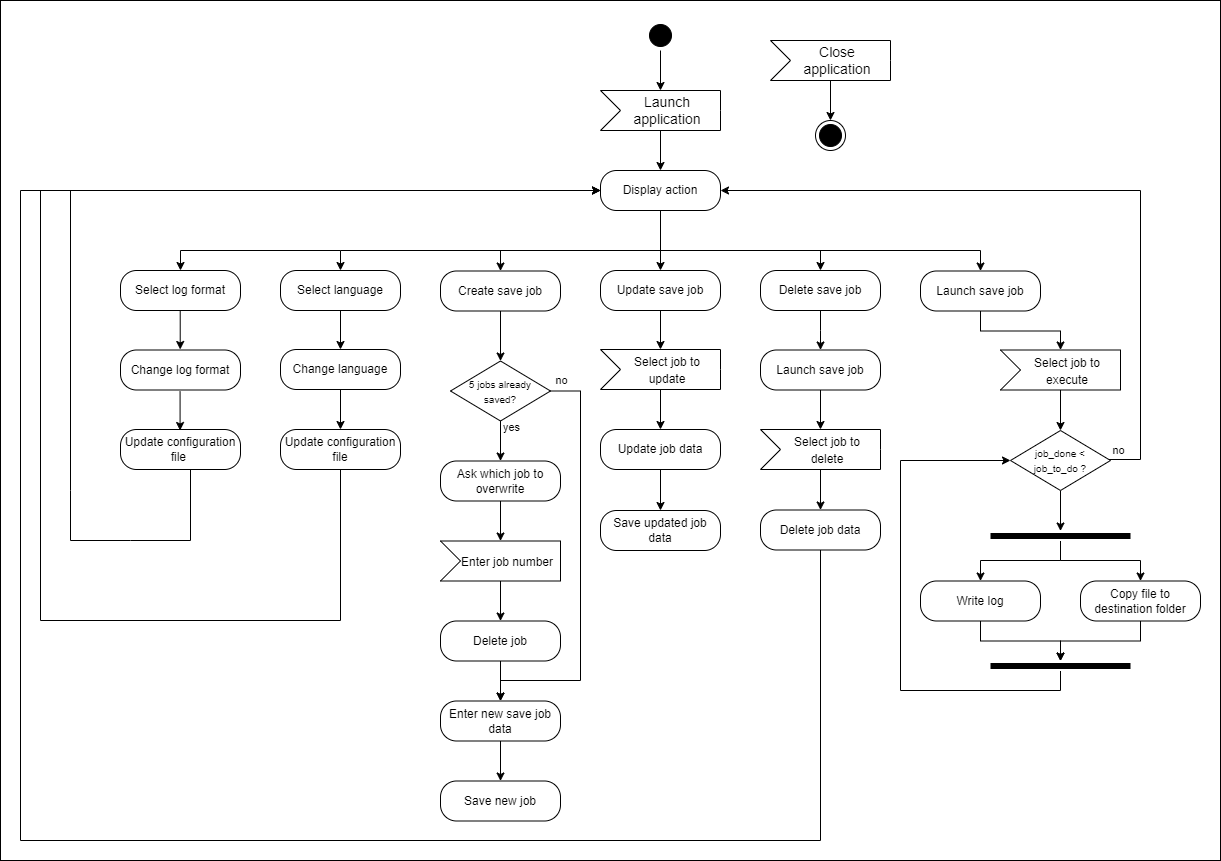 Close
application
Launch
application
Display action
Select log format
Select language
Create save job
Update save job
Delete save job
Launch save job
Change log format
Change language
5 jobs already
saved?
no
yes
Select job to
update
Launch save job
Select job to
execute
Update configuration
file
Update configuration
file
Ask which job to
overwrite
Update job data
Select job to
delete
job_done <
job_to_do ?
no
Enter job number
Save updated job
data
Delete job data
Delete job
Write log
Copy file to
destination folder
Enter new save job
data
Save new job